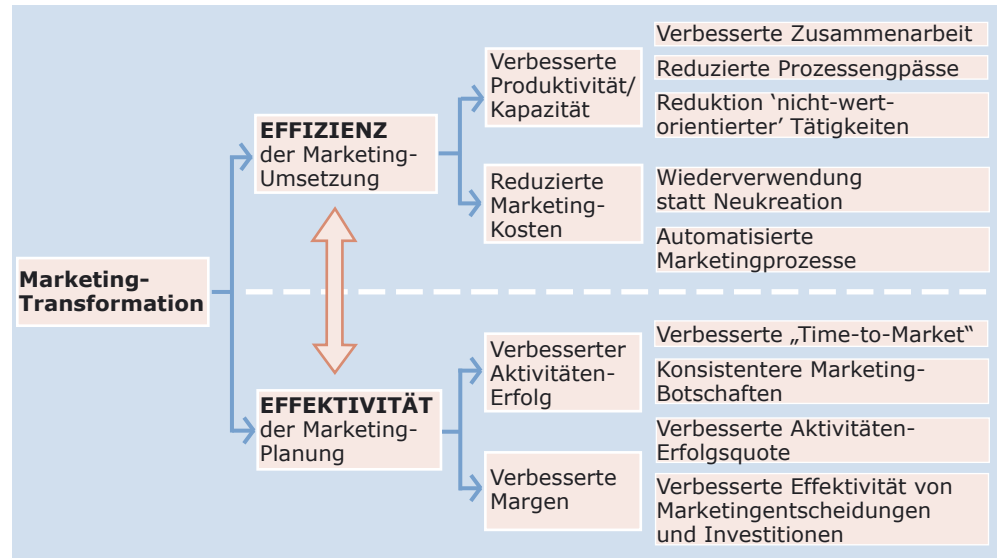 Marketing-
Transformation
EFFIZIENZ
der Marketing-
Umsetzung
Verbesserte
Produktivität/
Kapazität
Verbesserte Zusammenarbeit
Reduzierte Prozessengpässe
Reduktion ‘nicht-wert-
orientierter’ Tätigkeiten
Reduzierte
Marketing-
Kosten
Wiederverwendung
statt Neukreation
Automatisierte
Marketingprozesse
EFFEKTIVITÄT
der Marketing-
Planung
Verbesserter
Aktivitäten-
Erfolg
Verbesserte „Time-to-Market“
Konsistentere Marketing-
Botschaften
Verbesserte
Margen
Verbesserte Aktivitäten-
Erfolgsquote
Verbesserte Effektivität von
Marketingentscheidungen
und Investitionen